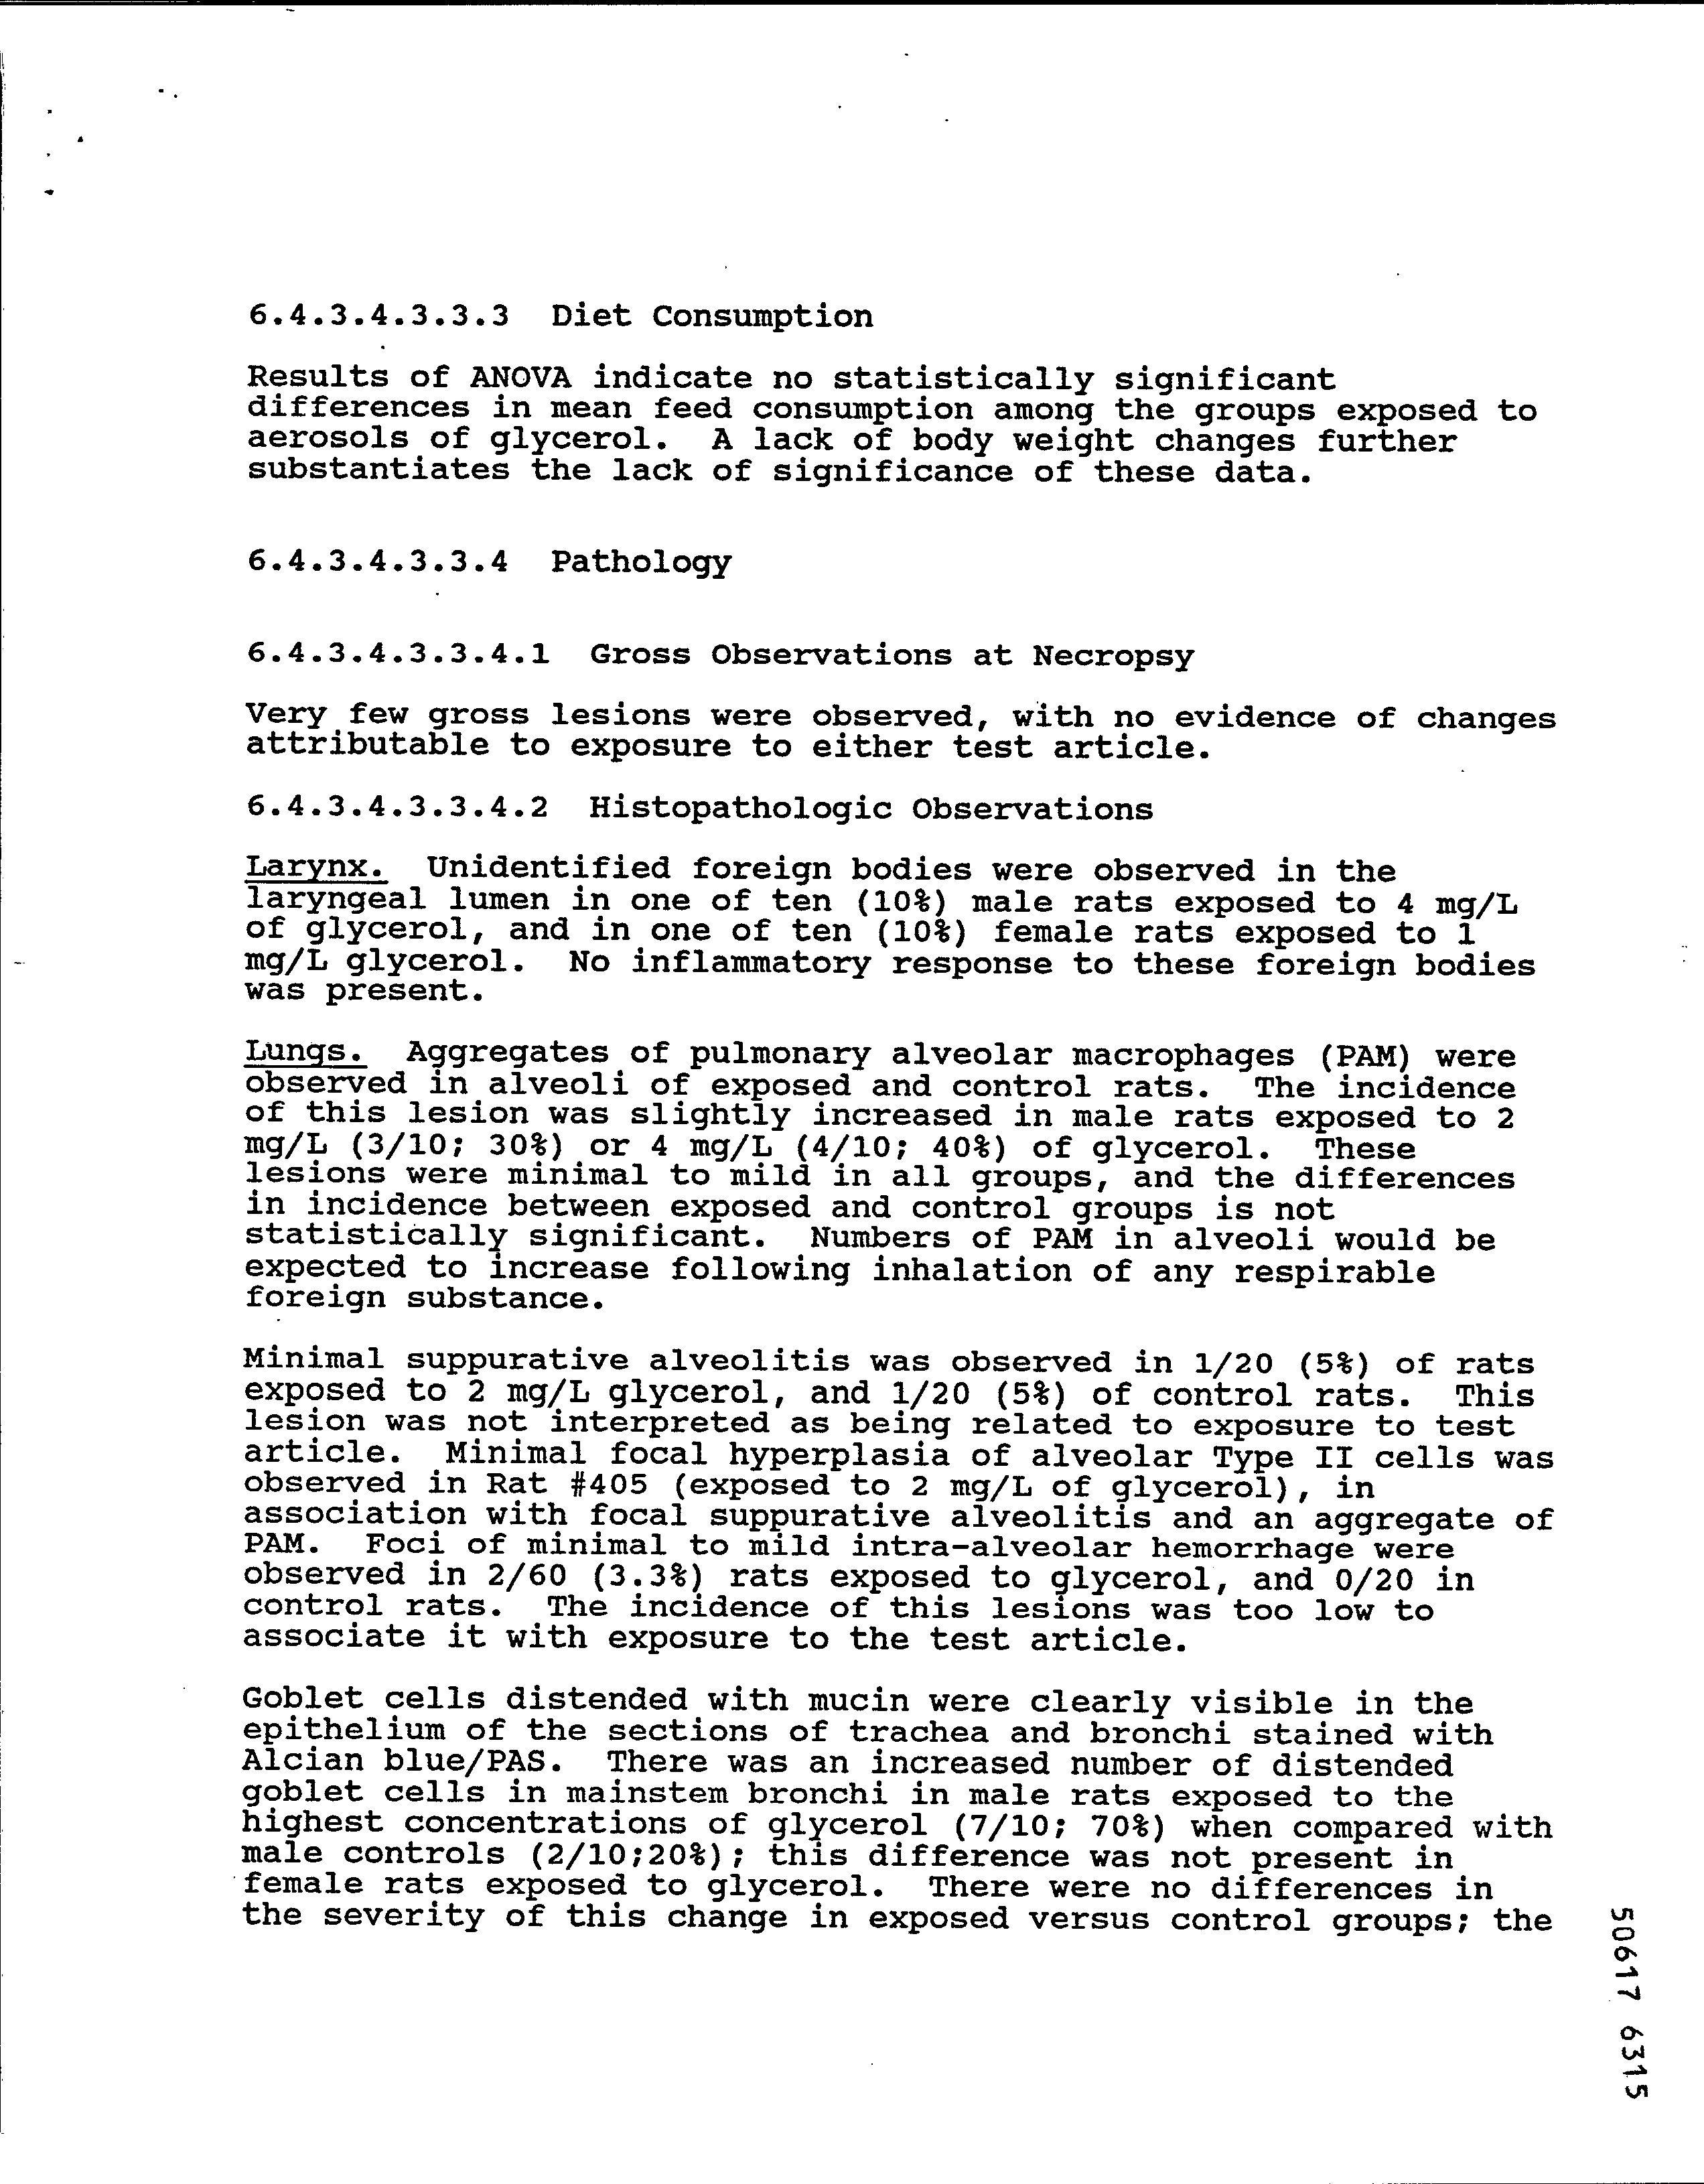 6.4.3.4.3.3.3  Diet Consumption
Results of ANOVA indicate no statistically significant
differences in mean feed consumption among the groups exposed to
aerosols of glycerol.  A lack of body weight changes further
substantiates the lack of significance of these data.
6.4.3.4.3.3.4  Pathology
6.4.3.4.3.3.4.1  Gross Observations at Necropsy
Very few gross lesions were observed, with no evidence of changes
attributable to exposure to either test article.
6.4.3.4.3.3.4.2  Histopathologic Observations
Larynx.  Unidentified foreign bodies were observed in the
laryngeal lumen in one of ten (10%) male rats exposed to 4 mg/L
of glycerol, and in one of ten (10%) female rats exposed to 1
mg/L glycerol.  No inflammatory response to these foreign bodies
was present.
Lungs.  Aggregates of pulmonary alveolar macrophages (PAM) were
observed in alveoli of exposed and control rats.  The incidence
of this lesion was slightly increased in male rats exposed to 2
mg/L (3/10; 30%) or 4 mg/L (4/10; 40%) of glycerol.  These
lesions were minimal to mild in all groups, and the differences
in incidence between exposed and control groups is not
statistically significant.  Numbers of PAM in alveoli would be
expected to increase following inhalation of any respirable
foreign substance.
Minimal suppurative alveolitis was observed in 1/20 (5%) of rats
exposed to 2 mg/L glycerol, and 1/20 (5%) of control rats.  This
lesion was not interpreted as being related to exposure to test
article.  Minimal focal hyperplasia of alveolar Type II cells was
observed in Rat #405 (exposed to 2 mg/L of glycerol), in
association with focal suppurative alveolitis and an aggregate of
PAM.  Foci of minimal to mild intra-alveolar hemorrhage were
observed in 2/60 (3.3%) rats exposed to glycerol, and 0/20 in
control rats.  The incidence of this lesions was too low to
associate it with exposure to the test article.
Goblet cells distended with mucin were clearly visible in the
epithelium of the sections of trachea and bronchi stained with
Alcian blue/PAS.  There was an increased number of distended
goblet cells in mainstem bronchi in male rats exposed to the
highest concentrations of glycerol (7/10; 70%) when compared with
male controls (2/10;20%); this difference was not present in
female rats exposed to glycerol.  There were no differences in
the severity of this change in exposed versus control groups; the
50617 6315